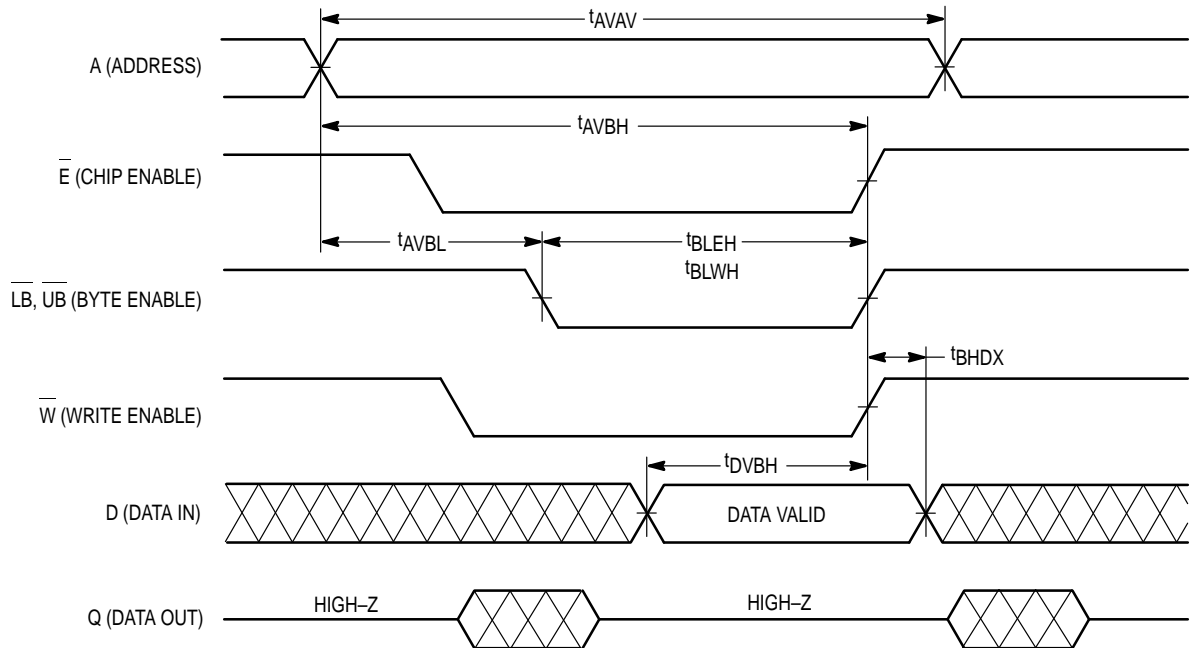 tAVAV
A (ADDRESS)
tAVBH
E (CHIP ENABLE)
tAVBL
tBLEH
tBLWH
LB, UB (BYTE ENABLE)
tBHDX
W (WRITE ENABLE)
tDVBH
D (DATA IN)
DATA VALID
HIGH–Z
HIGH–Z
Q (DATA OUT)